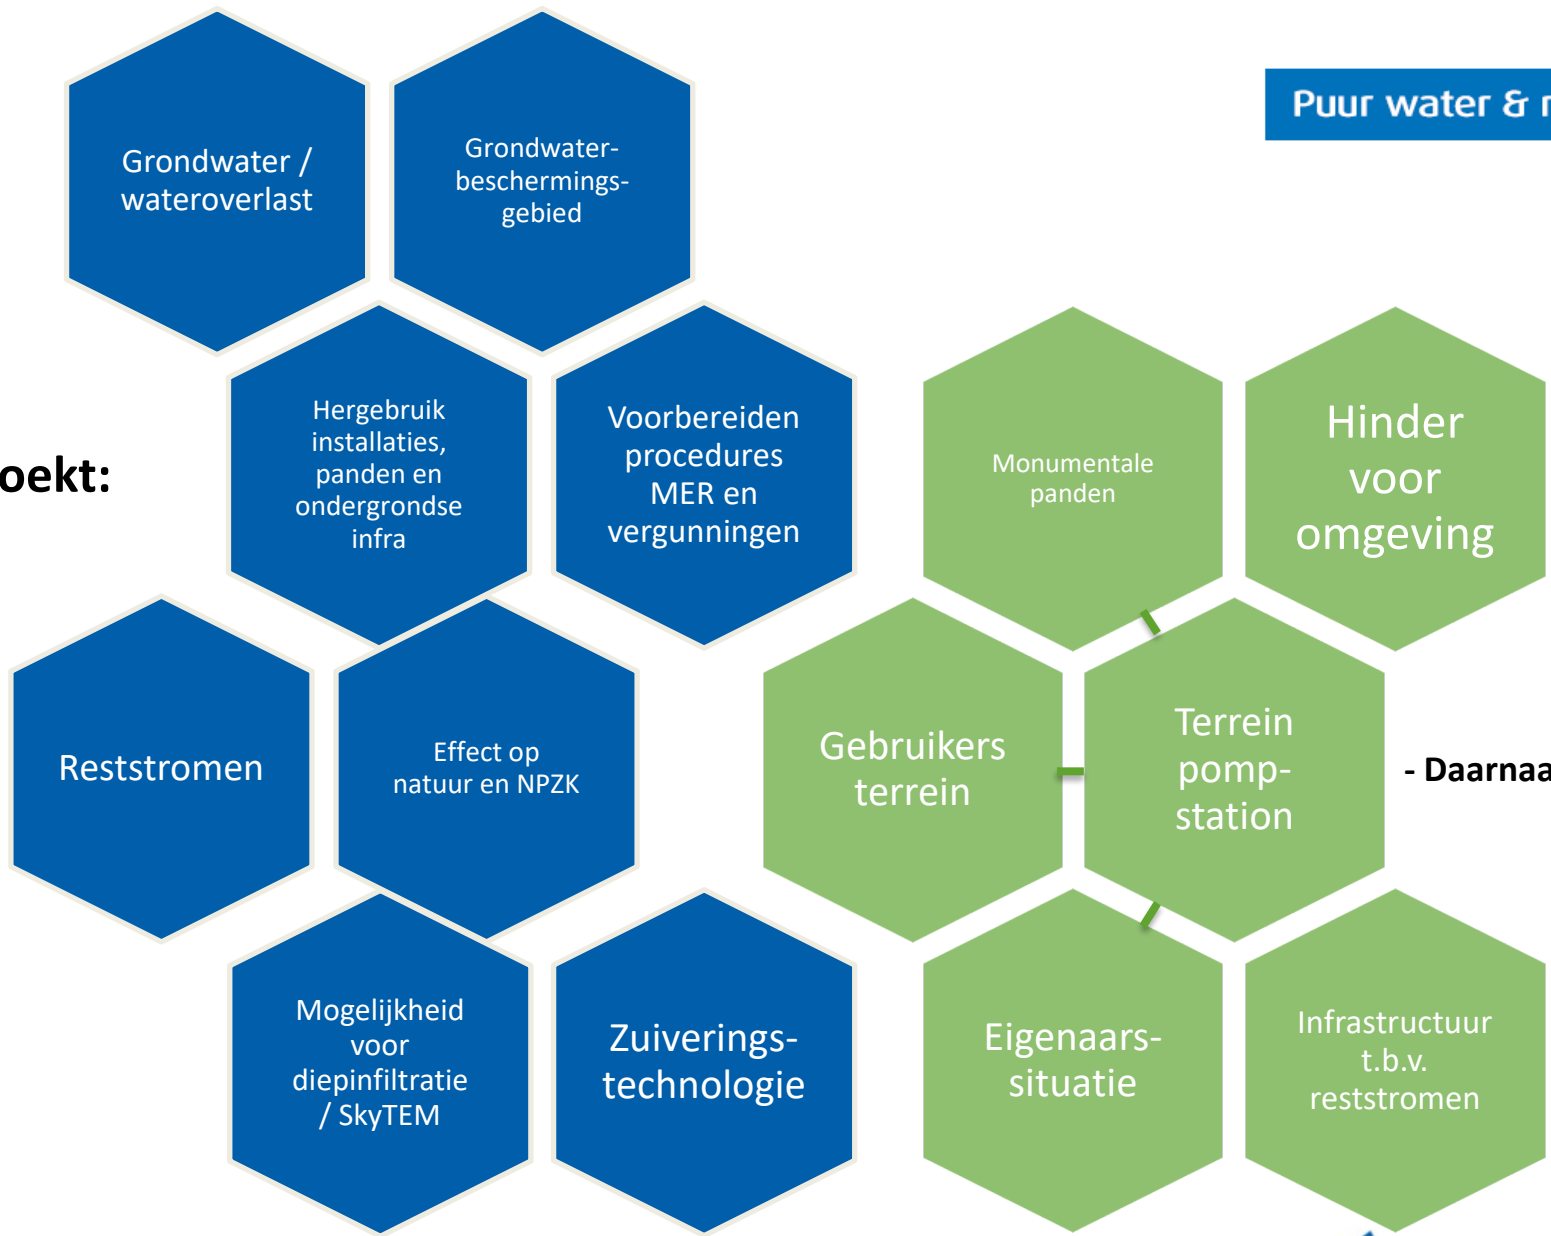 Grondwater /
wateroverlast
Grondwater-
beschermings-
gebied
Puur water &
Hergebruik
installaties,
panden en
ondergrondse
infra
Voorbereiden
procedures
MER en
vergunningen
Monumentale
panden
Hinder
voor
omgeving
oekt:
Reststromen
Effect op
natuur en NPZK
Gebruikers
terrein
Terrein
pomp-
station
- Daarnaa
Mogelijkheid
voor
diepinfiltratie
/ SkyTEM
Zuiverings-
technologie
Eigenaars-
situatie
Infrastructuur
t.b.v.
reststromen